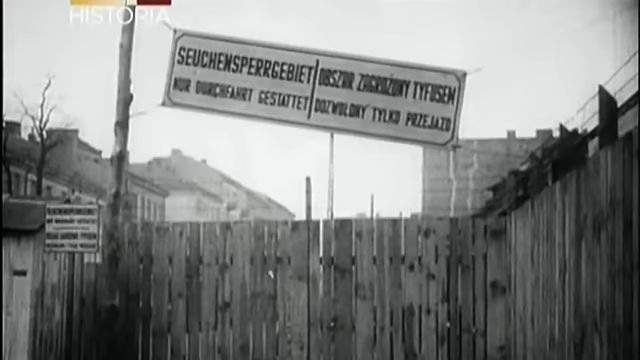 HISTORIA
SEUCHENSPERRGEBIET
NUR DURCHFAHRT GESTATTET
OBSZAR ZAGROŻONY TYFUSEM
DOZWOLONY TYLKO PRZEJAZD